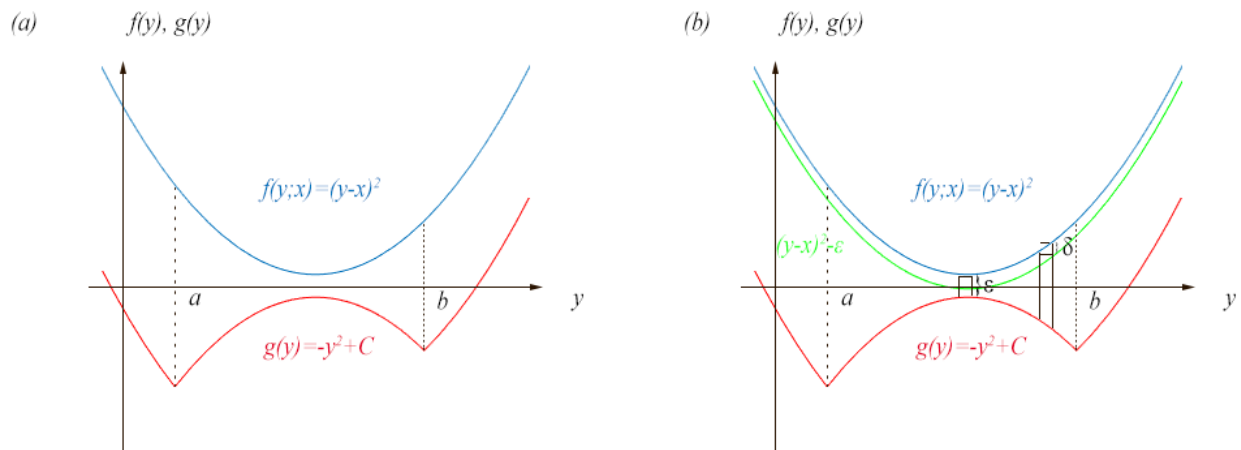 (a) f(y), g(y)
f(y;x)=(y-x)²
a
b
y
g(y)=-y²+C
(b) f(y), g(y)
f(y;x)=(y-x)²
(y-x)²-ε
δ
ε
a
b
y
g(y)=-y²+C